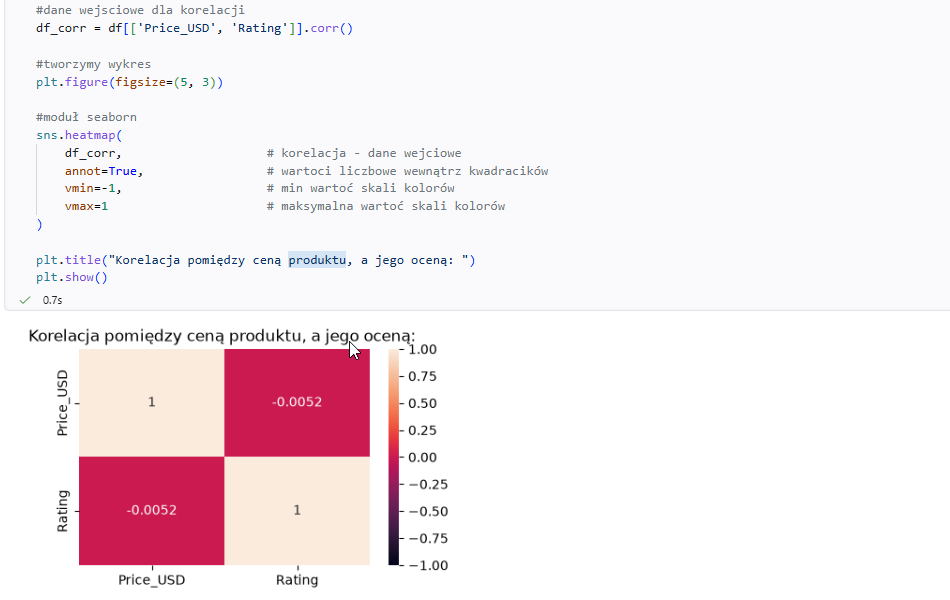 #dane wejsciowe dla korelacji
df_corr = df[['Price_USD', 'Rating']].corr()
#tworzymy wykres
plt.figure(figsize=(5, 3))
#moduł seaborn
sns.heatmap(
df_corr, # korelacja - dane wejciowe
annot=True, # wartoci liczbowe wewnątrz kwadracików
vmin=-1, # min wartoć skali kolorów
vmax=1 # maksymalna wartoć skali kolorów
)
plt.title("Korelacja pomiędzy ceną produktu, a jego oceną: ")
plt.show()
0.7s
Korelacja pomiędzy ceną produktu, a jego oceną:
Price_USD
Rating
1
-0.0052
-0.0052
1
Price_USD
Rating
1.00
0.75
0.50
0.25
0.00
−0.25
−0.50
−0.75
−1.00